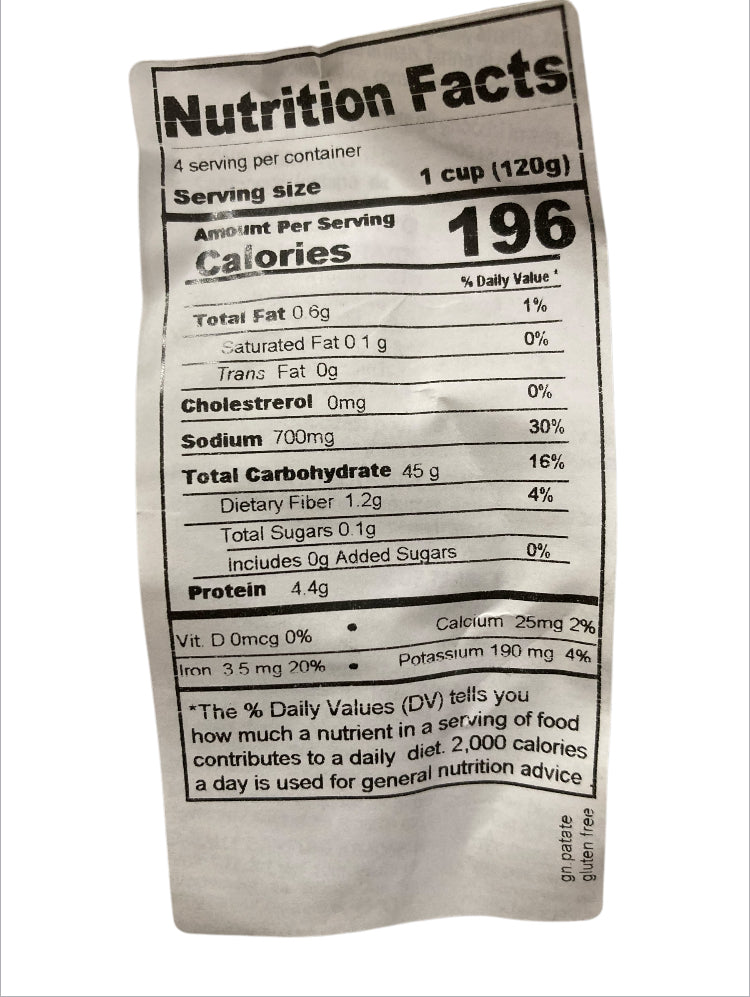 Nutrition Facts
4 serving per container
Serving size 1 cup (120g)
Amount Per Serving
Calories 196
% Daily Value *
Total Fat 0 6g 1%
Saturated Fat 0 1 g 0%
Trans Fat 0g
Cholestrerol 0mg 0%
Sodium 700mg 30%
Total Carbohydrate 45 g 16%
Dietary Fiber 1.2g 4%
Total Sugars 0.1g
includes 0g Added Sugars 0%
Protein 4.4g
Vit. D 0mcg 0% • Calcium 25mg 2%
Iron 3 5 mg 20% • Potassium 190 mg 4%
*The % Daily Values (DV) tells you
how much a nutrient in a serving of food
contributes to a daily diet. 2,000 calories
a day is used for general nutrition advice
gn.patate
gluten free